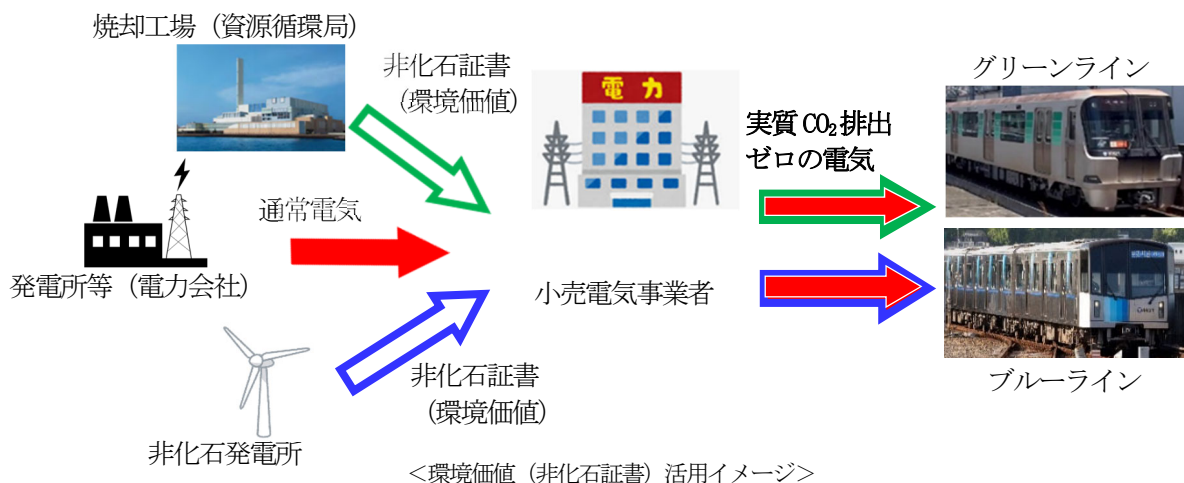 焼却工場（資源循環局）
非化石証書
（環境価値）
電力
実質 CO₂ 排出
ゼロの電気
グリーンライン
通常電気
発電所等（電力会社）
小売電気事業者
非化石証書
（環境価値）
ブルーライン
非化石発電所
＜環境価値（非化石証書）活用イメージ＞